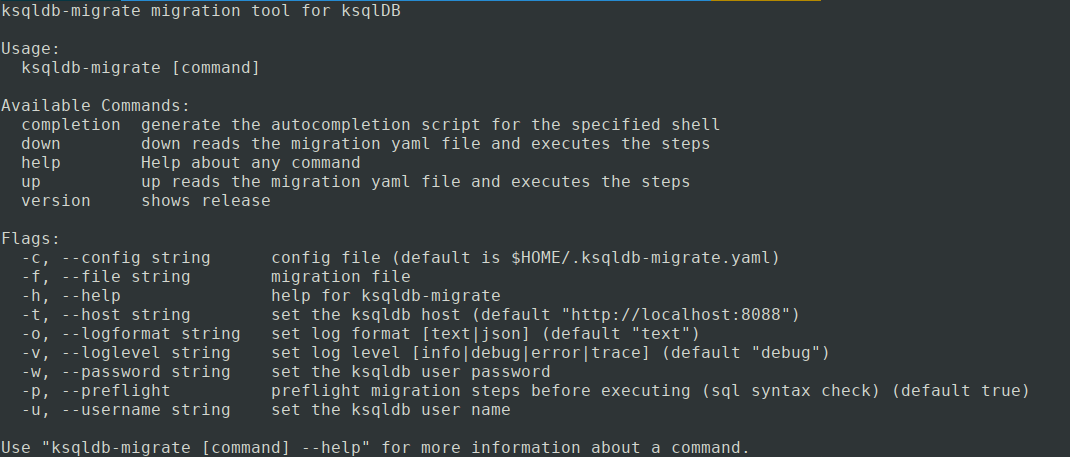 ksqldb-migrate migration tool for ksqlDB

Usage:
  ksqldb-migrate [command]

Available Commands:
  completion  generate the autocompletion script for the specified shell
  down        down reads the migration yaml file and executes the steps
  help        Help about any command
  up          up reads the migration yaml file and executes the steps
  version     shows release

Flags:
  -c, --config string      config file (default is $HOME/.ksqldb-migrate.yaml)
  -f, --file string        migration file
  -h, --help               help for ksqldb-migrate
  -t, --host string        set the ksqldb host (default "http://localhost:8088")
  -o, --logformat string   set log format [text|json] (default "text")
  -v, --loglevel string    set log level [info|debug|error|trace] (default "debug")
  -w, --password string    set the ksqldb user password
  -p, --preflight          preflight migration steps before executing (sql syntax check) (default true)
  -u, --username string    set the ksqldb user name

Use "ksqldb-migrate [command] --help" for more information about a command.